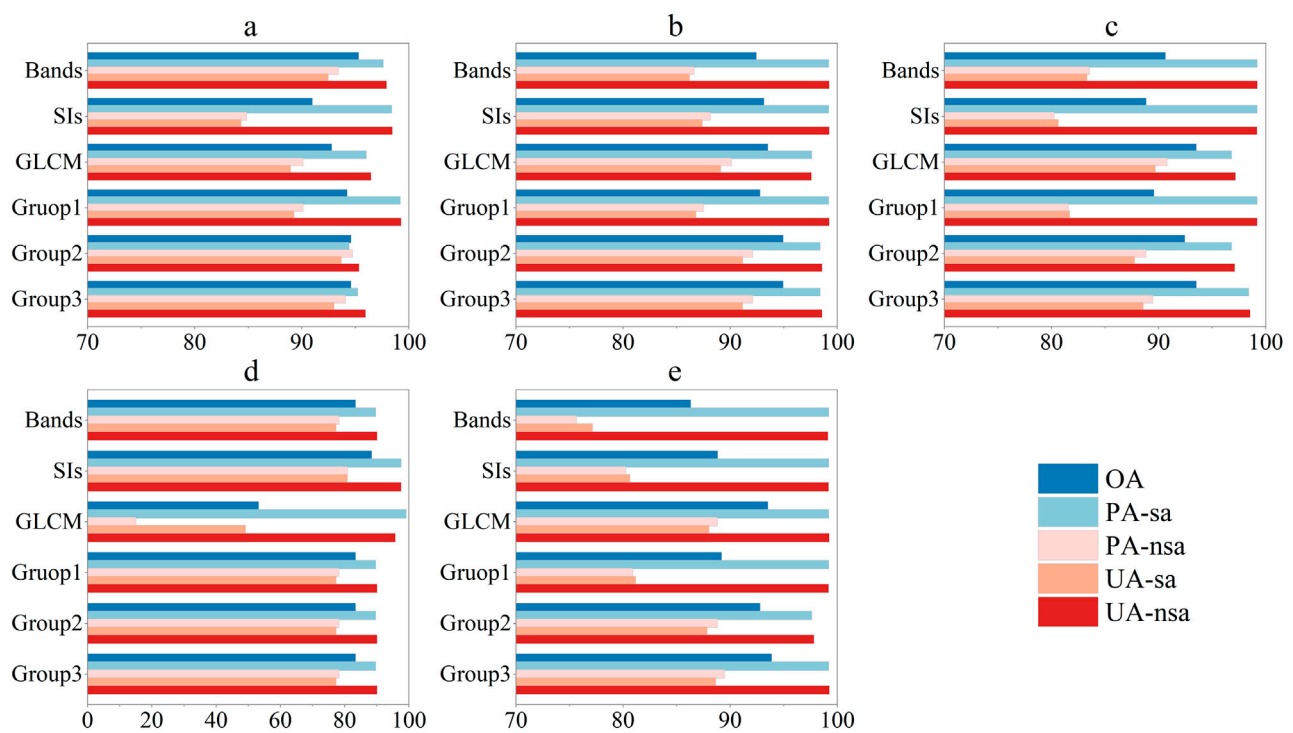 a
Bands
SIs
GLCM
Gruop1
Group2
Group3
70 80 90 100
b
Bands
SIs
GLCM
Gruop1
Group2
Group3
70 80 90 100
c
Bands
SIs
GLCM
Gruop1
Group2
Group3
70 80 90 100
d
Bands
SIs
GLCM
Gruop1
Group2
Group3
0 20 40 60 80 100
e
Bands
SIs
GLCM
Gruop1
Group2
Group3
70 80 90 100
OA
PA-sa
PA-nsa
UA-sa
UA-nsa